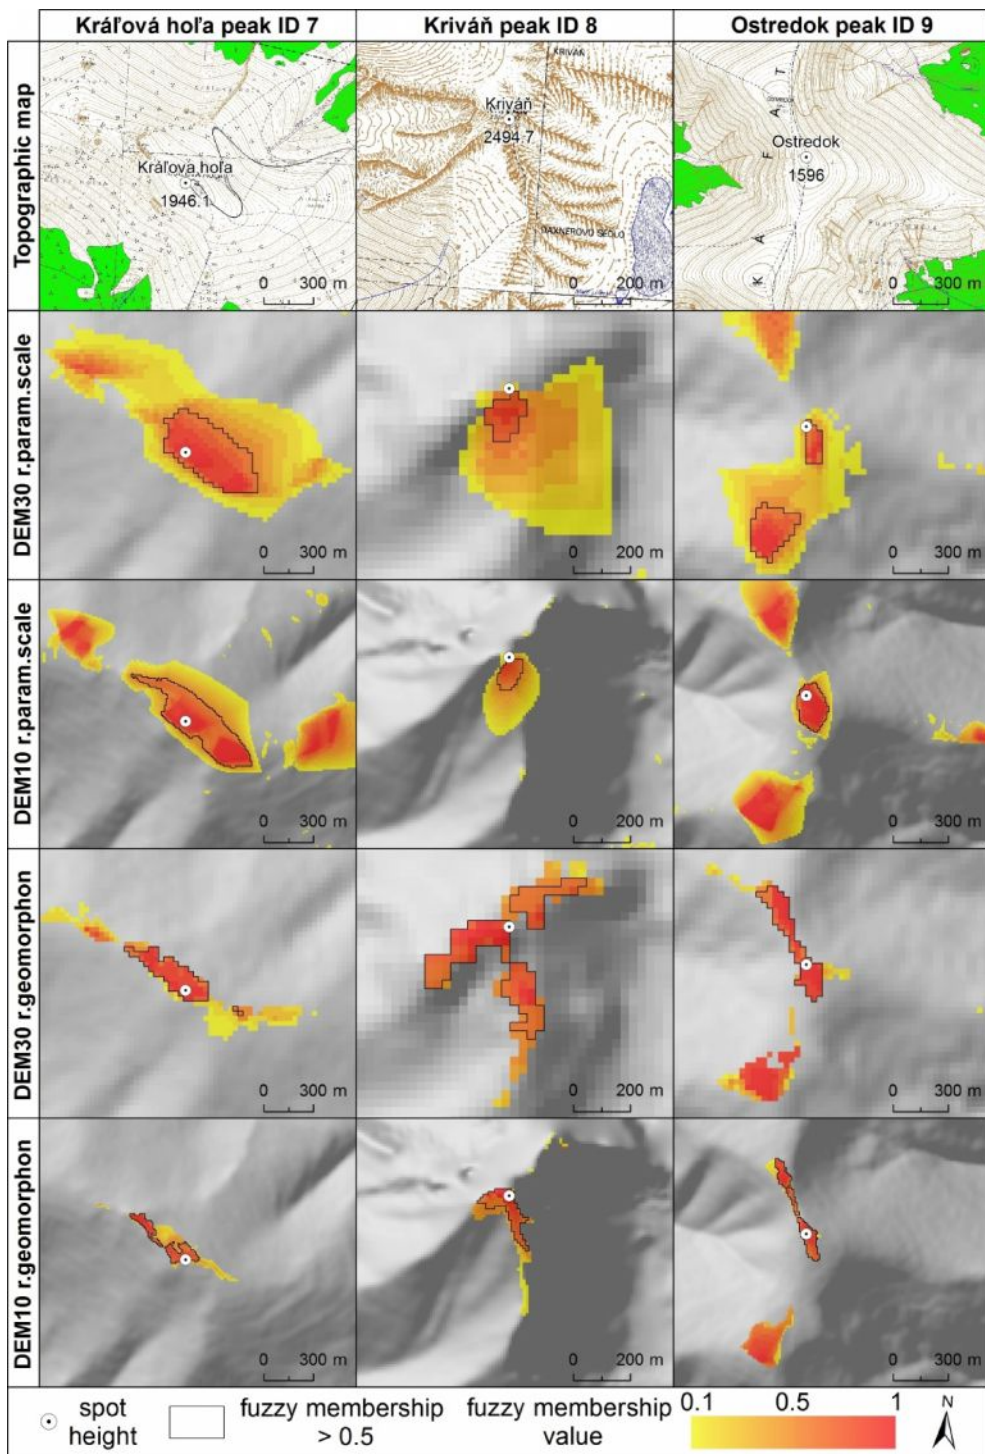 Kráľová hoľa peak ID 7
Kriváň peak ID 8
Ostredok peak ID 9
Topographic map
Kráľova hoľa
1946.1
0 300 m
KRIVÁŇ
Kriváň
2494.7
DAXNEROVO SEDLO
0 200 m
T
A
Ostredok
F
1596
A
K
0 300 m
DEM30 r.param.scale
0 300 m
0 200 m
0 300 m
DEM10 r.param.scale
0 300 m
0 200 m
0 300 m
DEM30 r.geomorphon
0 300 m
0 200 m
0 300 m
DEM10 r.geomorphon
0 300 m
0 200 m
0 300 m
spot
height
fuzzy membership
> 0.5
fuzzy membership
value
0.1 0.5 1
N